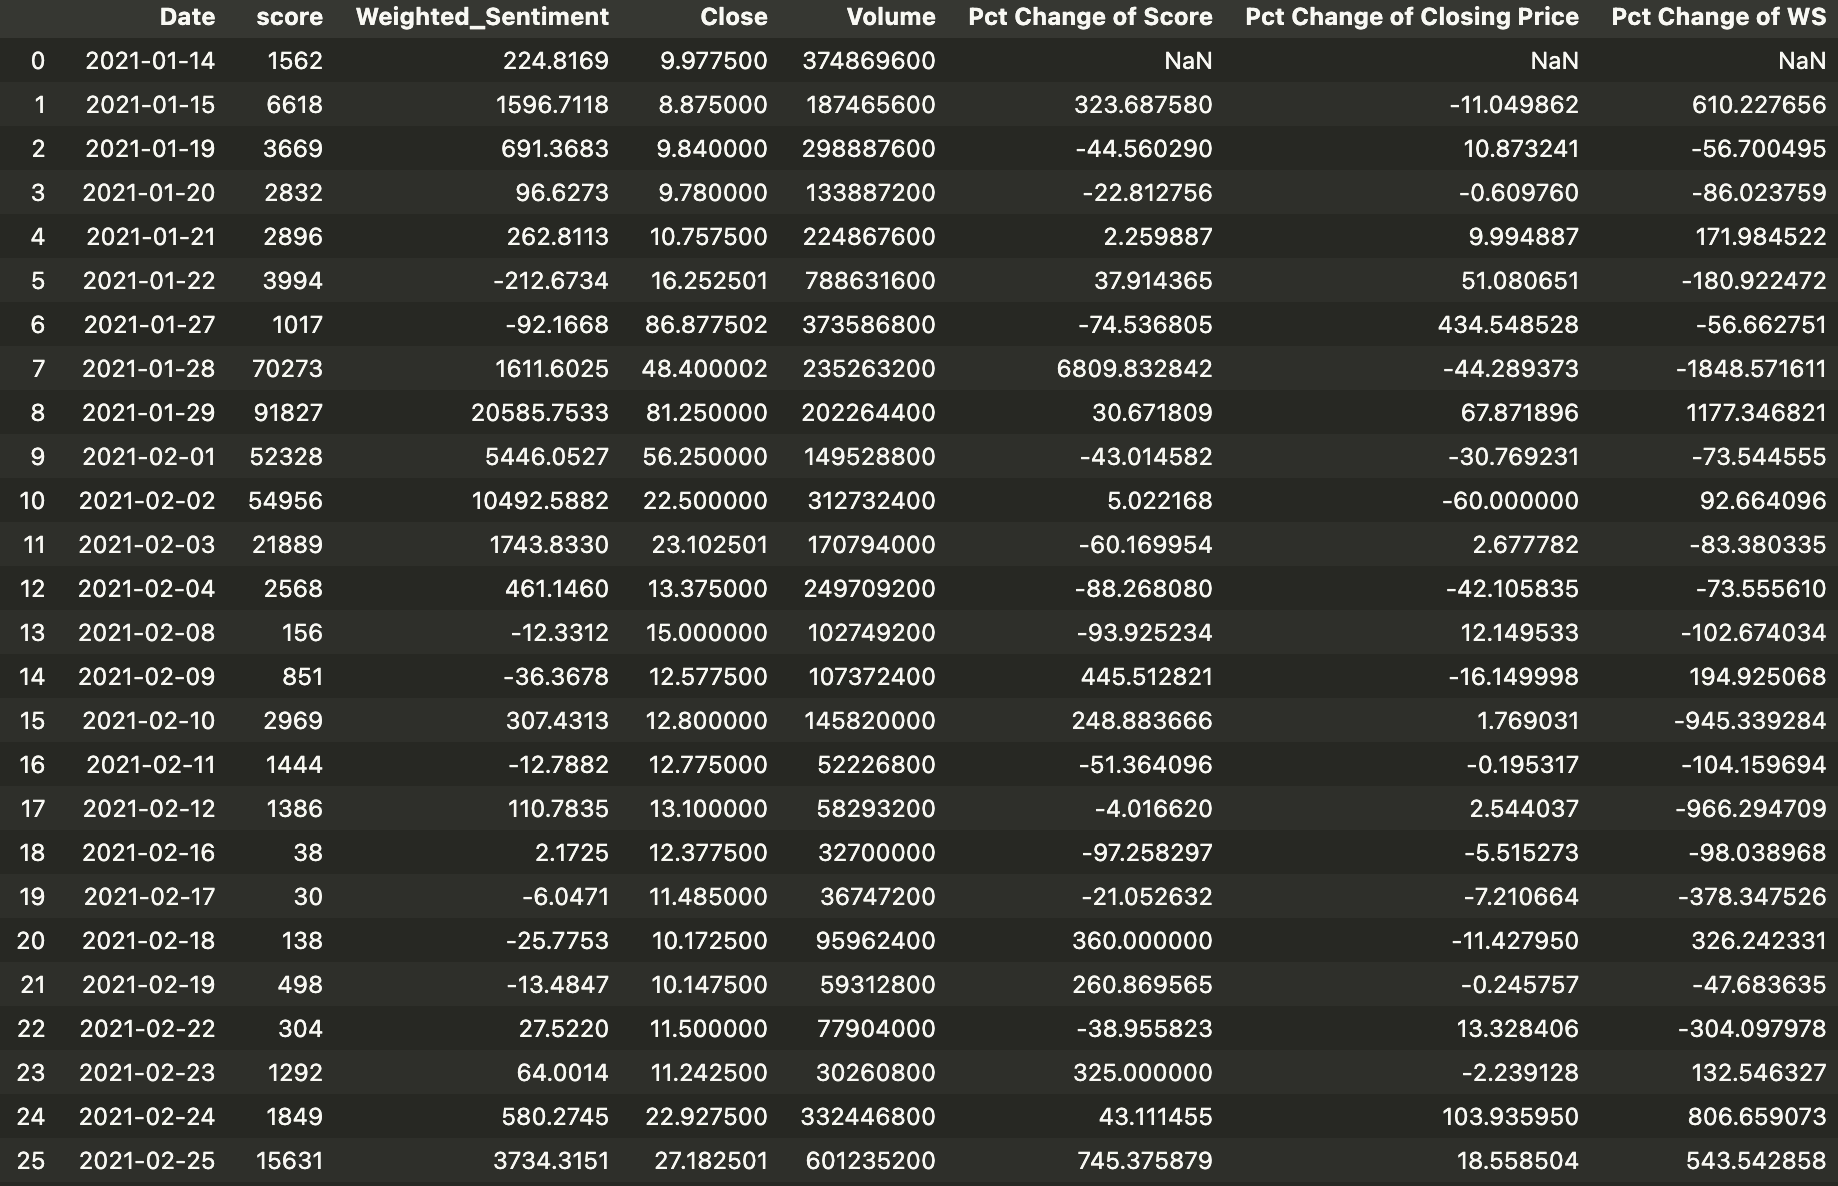 Date score Weighted_Sentiment Close Volume Pct Change of Score Pct Change of Closing Price Pct Change of WS
0 2021-01-14 1562 224.8169 9.977500 374869600 NaN NaN NaN
1 2021-01-15 6618 1596.7118 8.875000 187465600 323.687580 -11.049862 610.227656
2 2021-01-19 3669 691.3683 9.840000 298887600 -44.560290 10.873241 -56.700495
3 2021-01-20 2832 96.6273 9.780000 133887200 -22.812756 -0.609760 -86.023759
4 2021-01-21 2896 262.8113 10.757500 224867600 2.259887 9.994887 171.984522
5 2021-01-22 3994 -212.6734 16.252501 788631600 37.914365 51.080651 -180.922472
6 2021-01-27 1017 -92.1668 86.877502 373586800 -74.536805 434.548528 -56.662751
7 2021-01-28 70273 1611.6025 48.400002 235263200 6809.832842 -44.289373 -1848.571611
8 2021-01-29 91827 20585.7533 81.250000 202264400 30.671809 67.871896 1177.346821
9 2021-02-01 52328 5446.0527 56.250000 149528800 -43.014582 -30.769231 -73.544555
10 2021-02-02 54956 10492.5882 22.500000 312732400 5.022168 -60.000000 92.664096
11 2021-02-03 21889 1743.8330 23.102501 170794000 -60.169954 2.677782 -83.380335
12 2021-02-04 2568 461.1460 13.375000 249709200 -88.268080 -42.105835 -73.555610
13 2021-02-08 156 -12.3312 15.000000 102749200 -93.925234 12.149533 -102.674034
14 2021-02-09 851 -36.3678 12.577500 107372400 445.512821 -16.149998 194.925068
15 2021-02-10 2969 307.4313 12.800000 145820000 248.883666 1.769031 -945.339284
16 2021-02-11 1444 -12.7882 12.775000 52226800 -51.364096 -0.195317 -104.159694
17 2021-02-12 1386 110.7835 13.100000 58293200 -4.016620 2.544037 -966.294709
18 2021-02-16 38 2.1725 12.377500 32700000 -97.258297 -5.515273 -98.038968
19 2021-02-17 30 -6.0471 11.485000 36747200 -21.052632 -7.210664 -378.347526
20 2021-02-18 138 -25.7753 10.172500 95962400 360.000000 -11.427950 326.242331
21 2021-02-19 498 -13.4847 10.147500 59312800 260.869565 -0.245757 -47.683635
22 2021-02-22 304 27.5220 11.500000 77904000 -38.955823 13.328406 -304.097978
23 2021-02-23 1292 64.0014 11.242500 30260800 325.000000 -2.239128 132.546327
24 2021-02-24 1849 580.2745 22.927500 332446800 43.111455 103.935950 806.659073
25 2021-02-25 15631 3734.3151 27.182501 601235200 745.375879 18.558504 543.542858